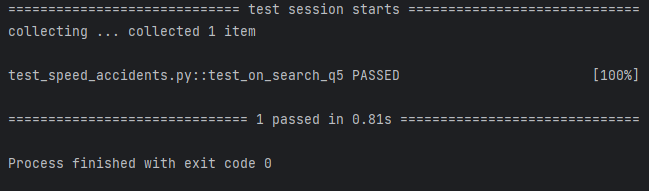 ============================= test session starts =============================
collecting ... collected 1 item

test_speed_accidents.py::test_on_search_q5 PASSED                        [100%]

============================== 1 passed in 0.81s ==============================

Process finished with exit code 0